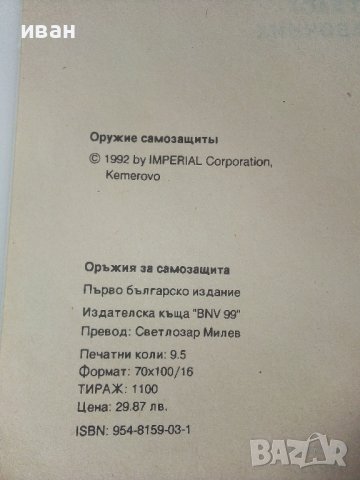 иван
Оружие самозащиты
© 1992 by IMPERIAL Corporation,
Kemerovo
Оръжия за самозащита
Първо българско издание
Издателска къща "BNV 99"
Превод: Светлозар Милев
Печатни коли: 9.5
Формат: 70x100/16
ТИРАЖ: 1100
Цена: 29.87 лв.
ISBN: 954-8159-03-1
bazar